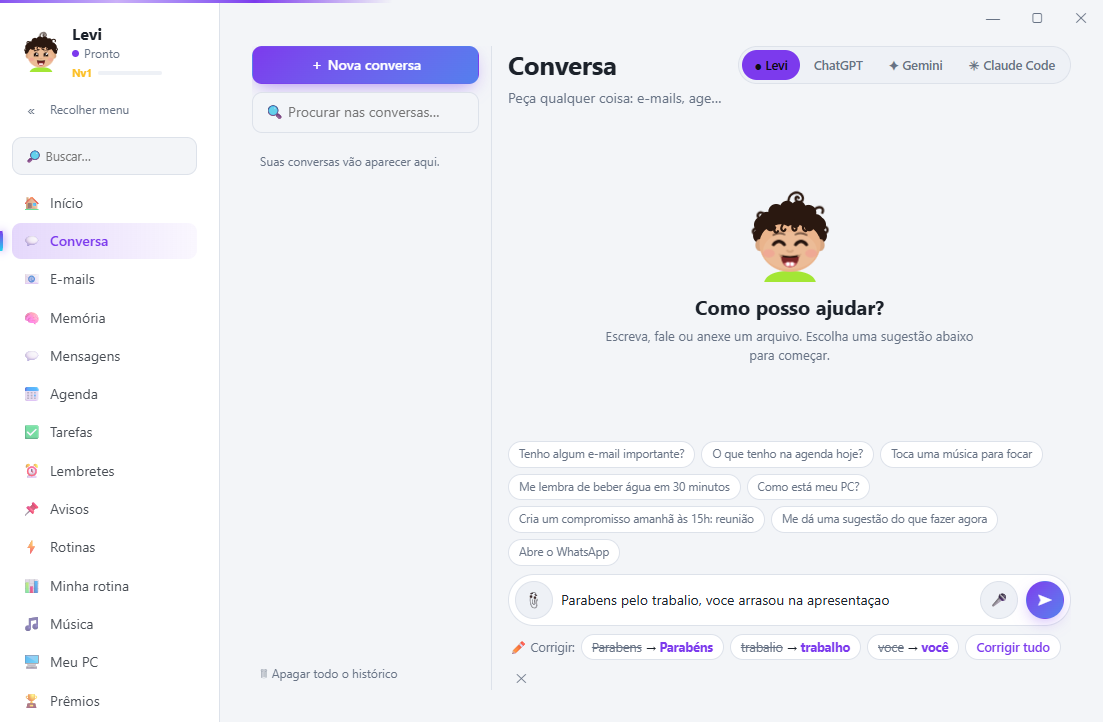 Levi
Pronto
Nv1
« Recolher menu
Buscar...
Início
Conversa
E-mails
Memória
Mensagens
Agenda
Tarefas
Lembretes
Avisos
Rotinas
Minha rotina
Música
Meu PC
Prêmios
+ Nova conversa
Procurar nas conversas...
Suas conversas vão aparecer aqui.
Apagar todo o histórico
Conversa
Peça qualquer coisa: e-mails, age...
● Levi
ChatGPT
✦ Gemini
✳ Claude Code
Como posso ajudar?
Escreva, fale ou anexe um arquivo. Escolha uma sugestão abaixo
para começar.
Tenho algum e-mail importante?
O que tenho na agenda hoje?
Toca uma música para focar
Me lembra de beber água em 30 minutos
Como está meu PC?
Cria um compromisso amanhã às 15h: reunião
Me dá uma sugestão do que fazer agora
Abre o WhatsApp
Parabens pelo trabalio, voce arrasou na apresentaçao
Corrigir:
Parabens → Parabéns
trabalio → trabalho
voce → você
Corrigir tudo